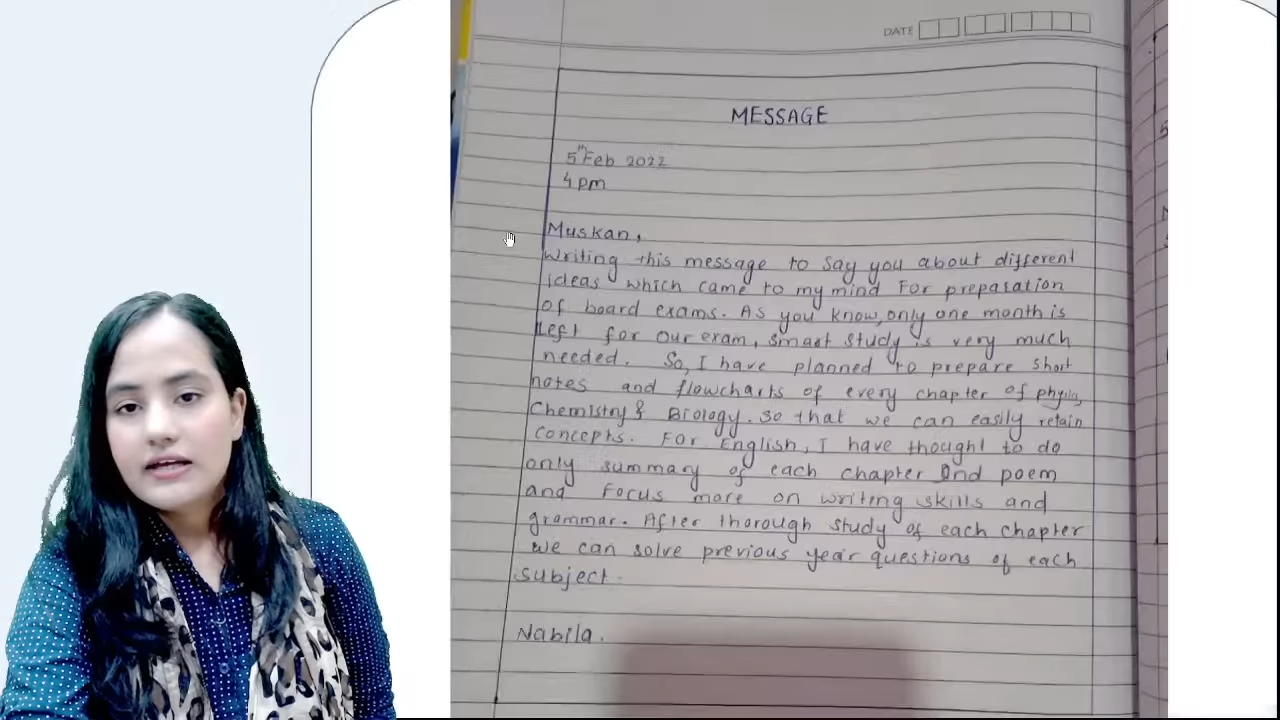 DATE
MESSAGE
5th Feb 2022
4 pm
Muskan,
Writing this message to say you about different
ideas which came to my mind for preparation
of board exams. As you know, only one month is
left for our exam, smart study is very much
needed. So, I have planned to prepare short
notes and flowcharts of every chapter of physics,
Chemistry & Biology. So that we can easily retain
concepts. For English, I have thought to do
only summary of each chapter and poem
and focus more on writing skills and
grammar. After thorough study of each chapter
we can solve previous year questions of each
subject.
Nabila.